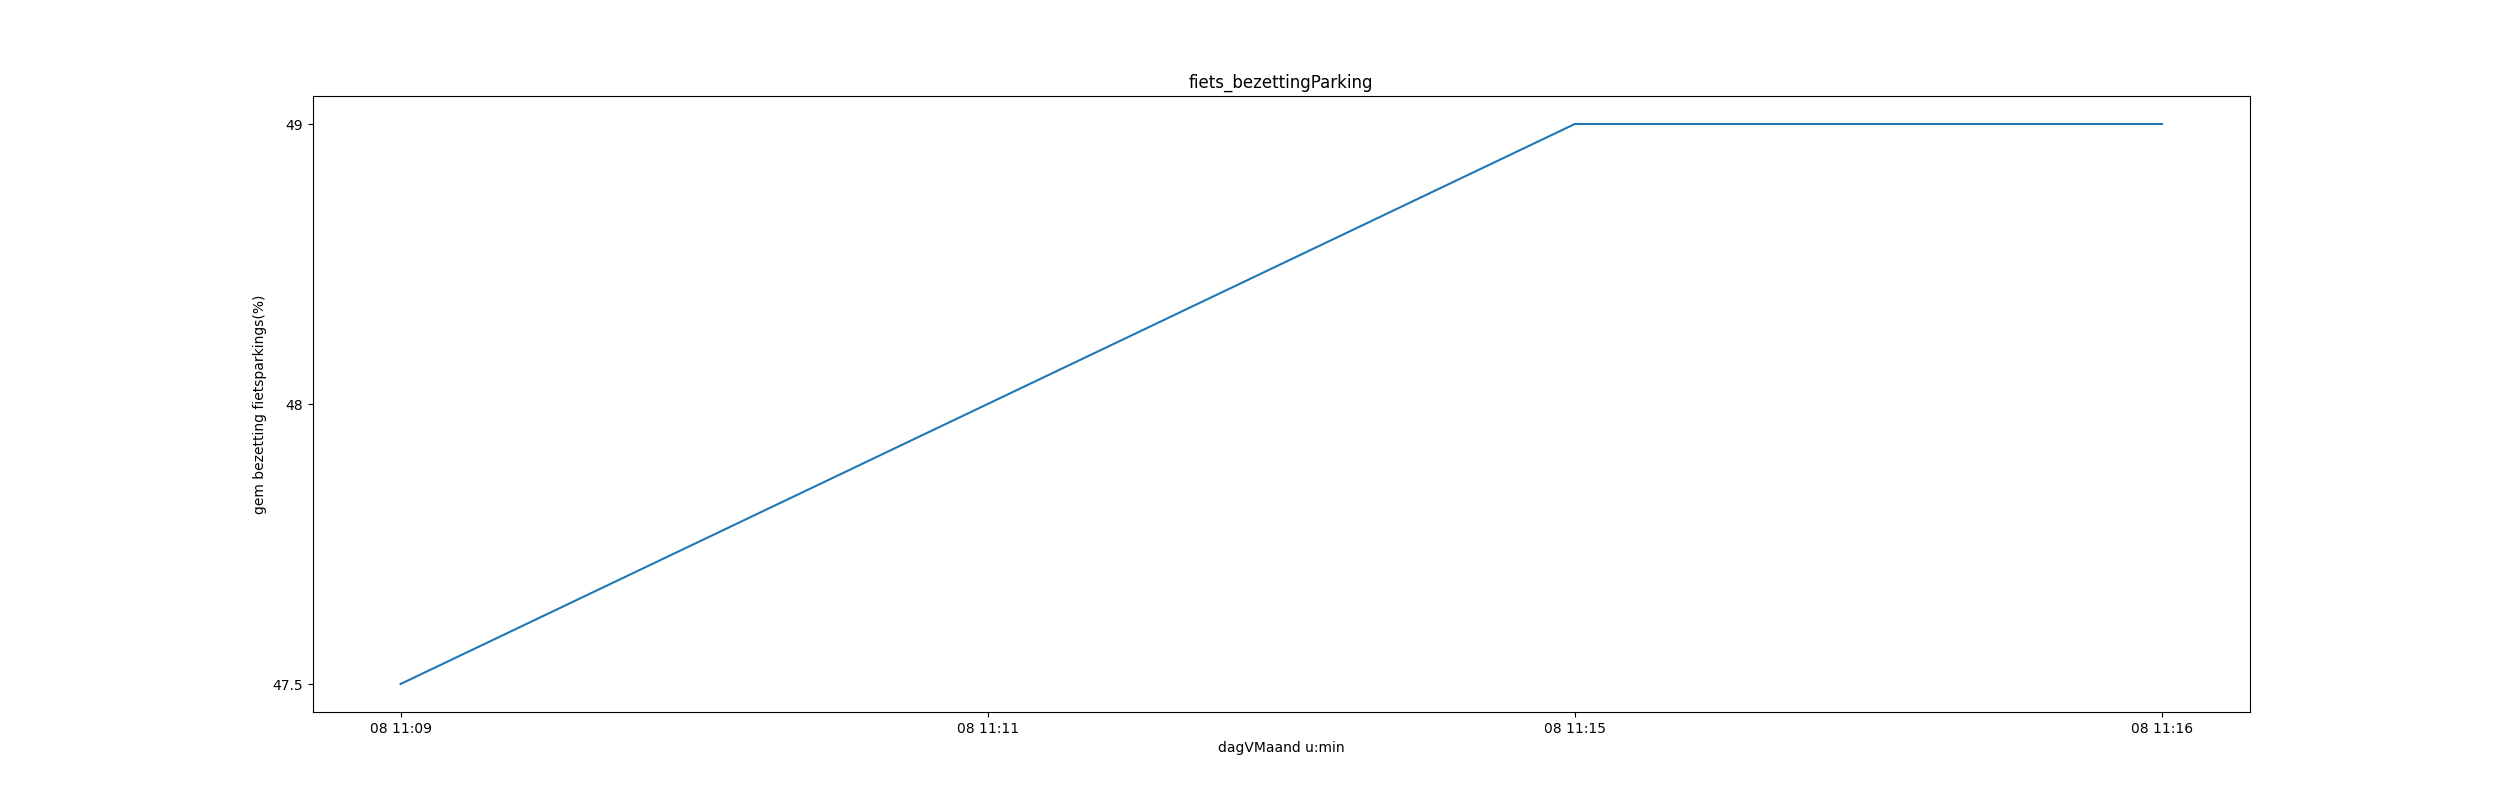 fiets_bezettingParking
49
48
47.5
gem bezetting fietsparkings(%)
08 11:09
08 11:11
08 11:15
08 11:16
dagVMaand u:min